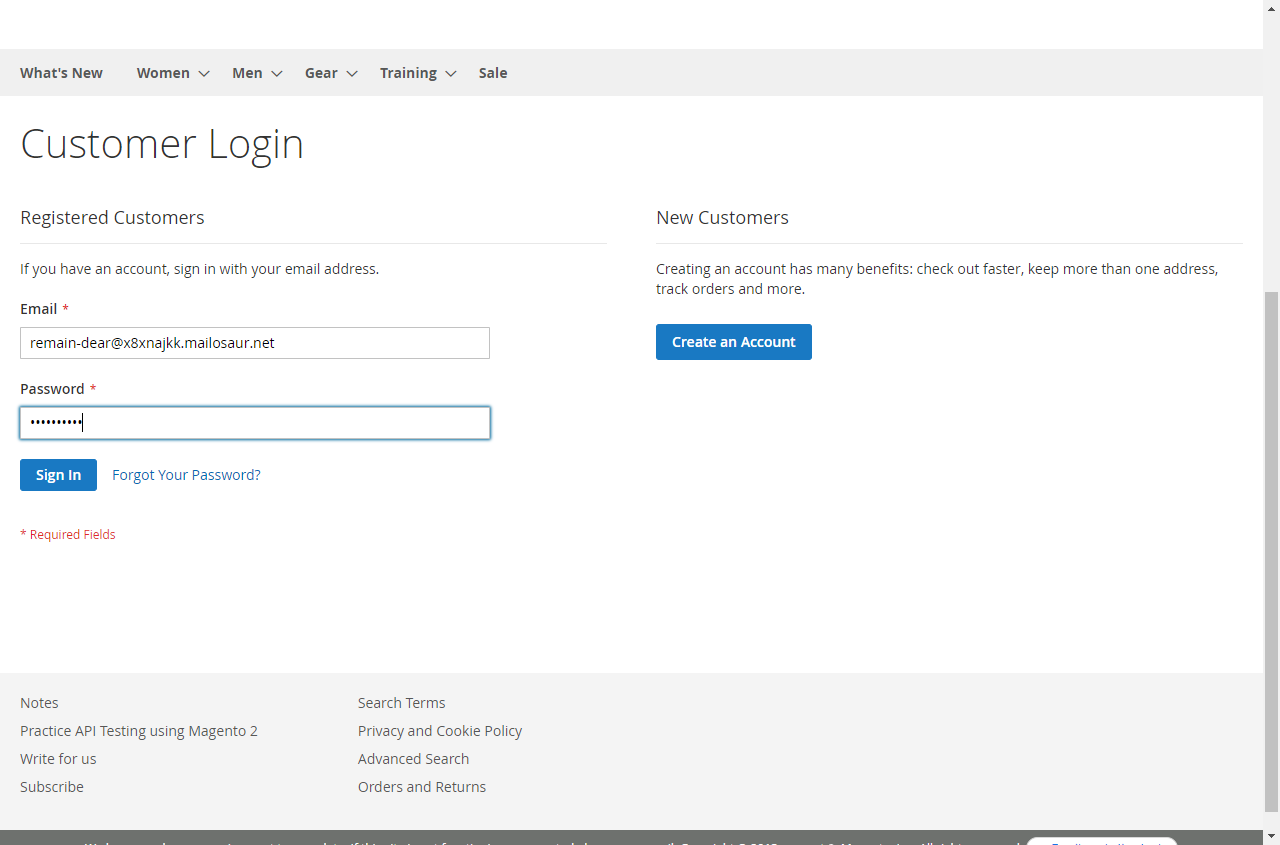 What's New Women Men Gear Training Sale
Customer Login
Registered Customers
If you have an account, sign in with your email address.
Email *
remain-dear@x8xnajkk.mailosaur.net
Password *
••••••••••
Sign In Forgot Your Password?
* Required Fields
New Customers
Creating an account has many benefits: check out faster, keep more than one address,
track orders and more.
Create an Account
Notes
Practice API Testing using Magento 2
Write for us
Subscribe
Search Terms
Privacy and Cookie Policy
Advanced Search
Orders and Returns